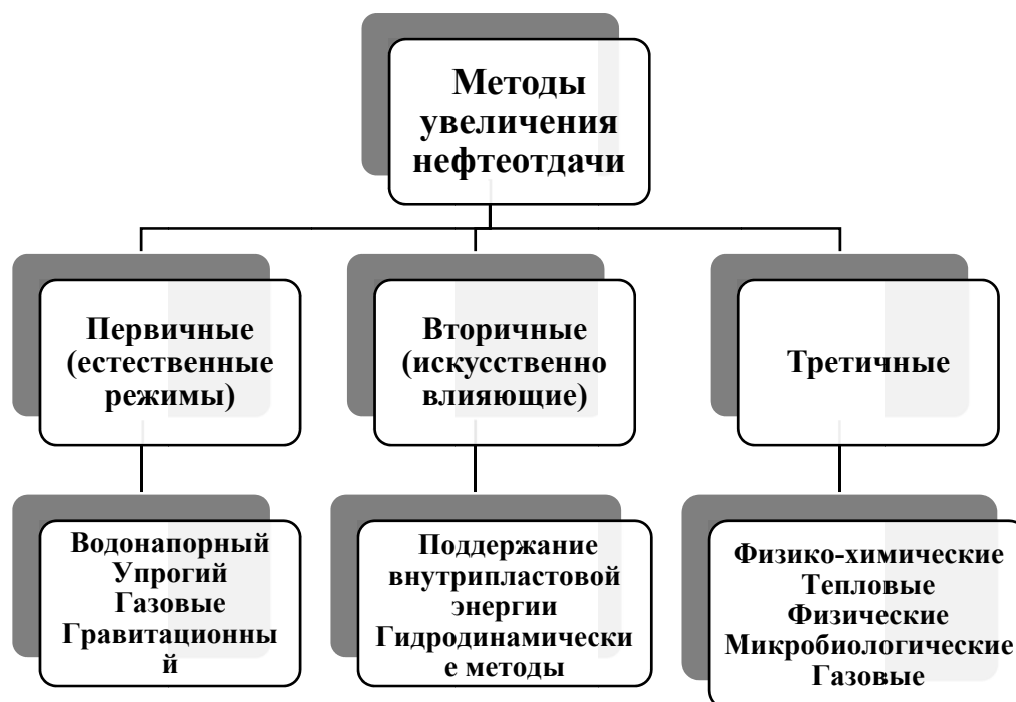 Методы
увеличения
нефтеотдачи
Первичные
(естественные
режимы)
Вторичные
(искусственно
влияющие)
Третичные
Водонапорный
Упрогий
Газовые
Гравитационны
й
Поддержание
внутрипластовой
энергии
Гидродинамически
е методы
Физико-химические
Тепловые
Физические
Микробиологические
Газовые